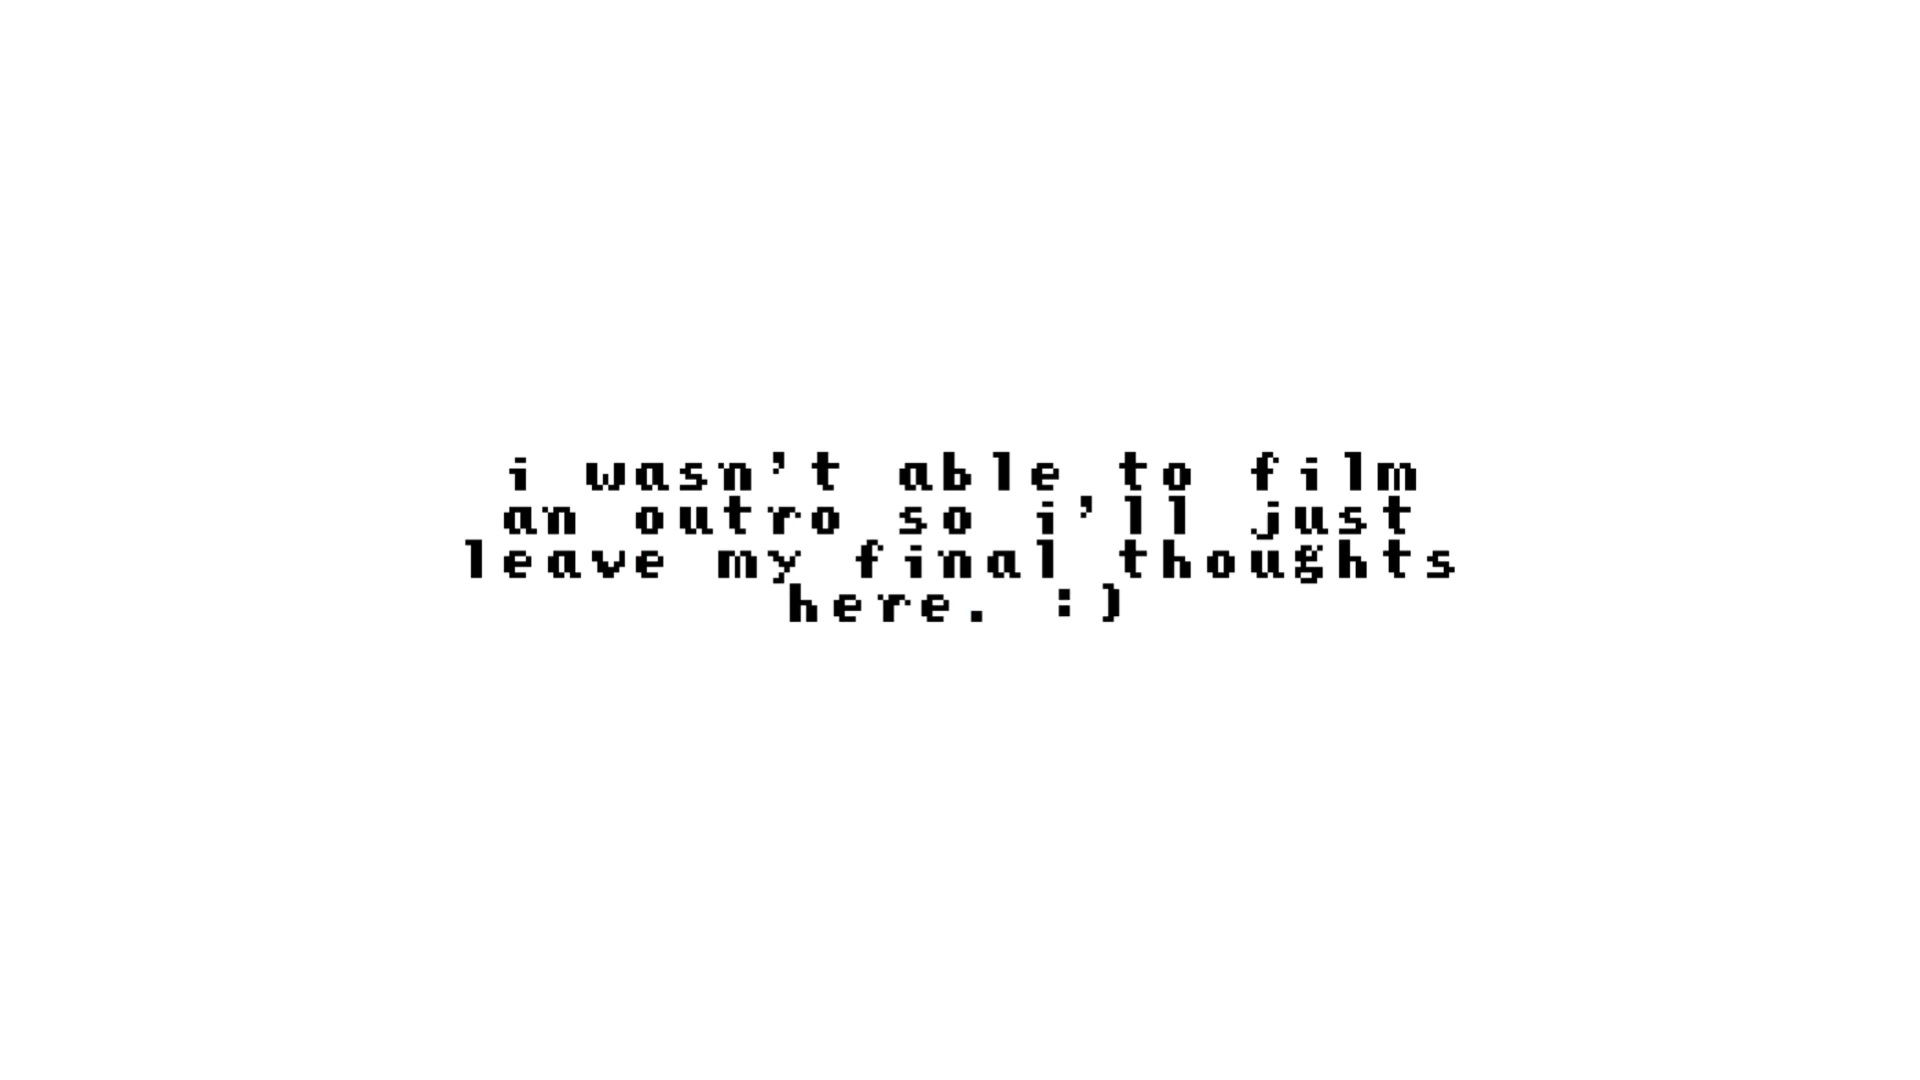 i wasn't able to film
an outro so i'll just
leave my final thoughts
here. :)